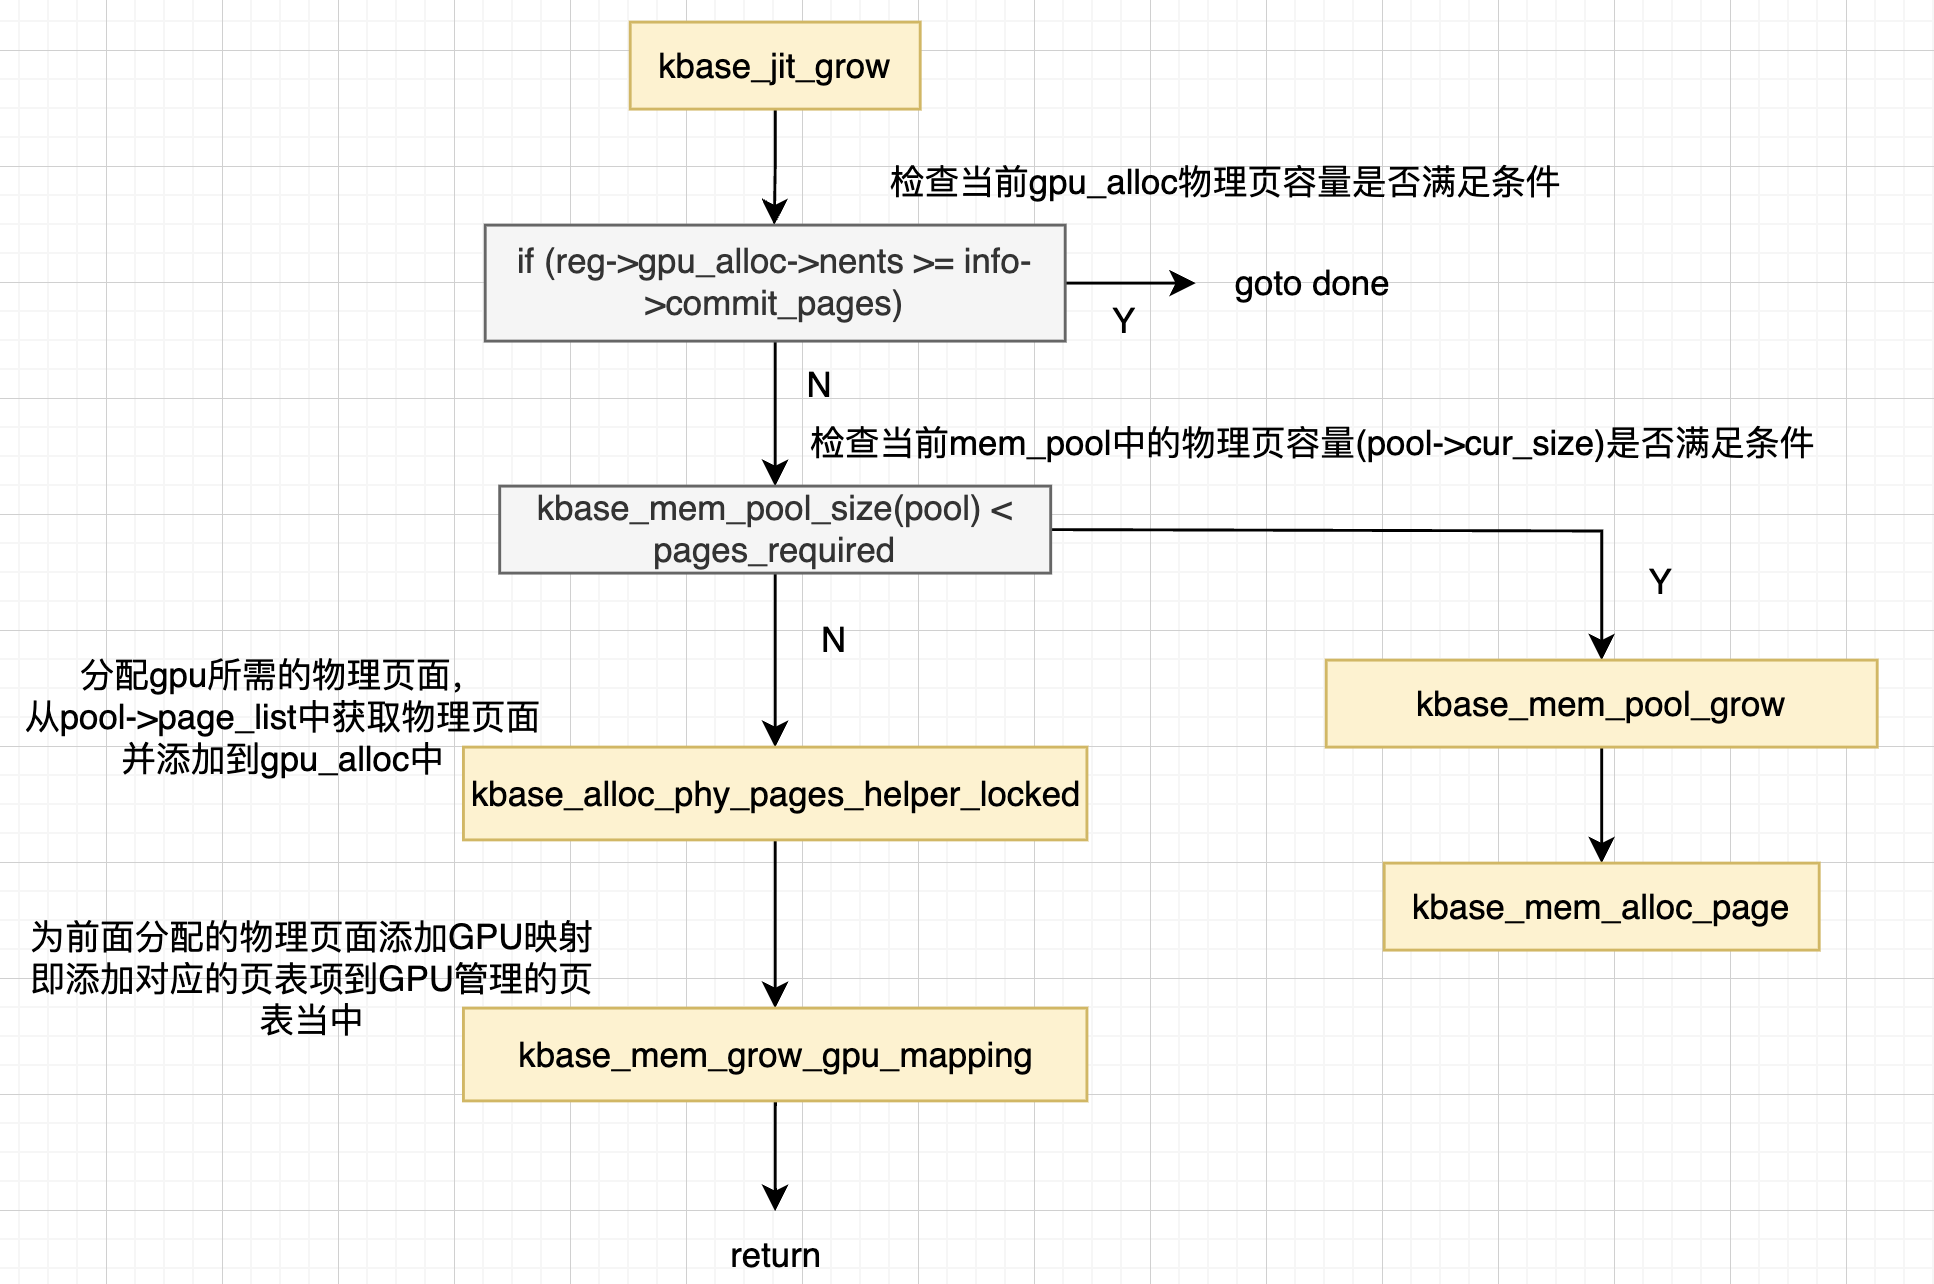 kbase_jit_grow
检查当前gpu_alloc物理页容量是否满足条件
if (reg->gpu_alloc->nents >= info-
>commit_pages)
goto done
Y
N
检查当前mem_pool中的物理页容量(pool->cur_size)是否满足条件
kbase_mem_pool_size(pool) <
pages_required
Y
N
分配gpu所需的物理页面，
从pool->page_list中获取物理页面
并添加到gpu_alloc中
kbase_mem_pool_grow
kbase_alloc_phy_pages_helper_locked
kbase_mem_alloc_page
为前面分配的物理页面添加GPU映射
即添加对应的页表项到GPU管理的页
表当中
kbase_mem_grow_gpu_mapping
return